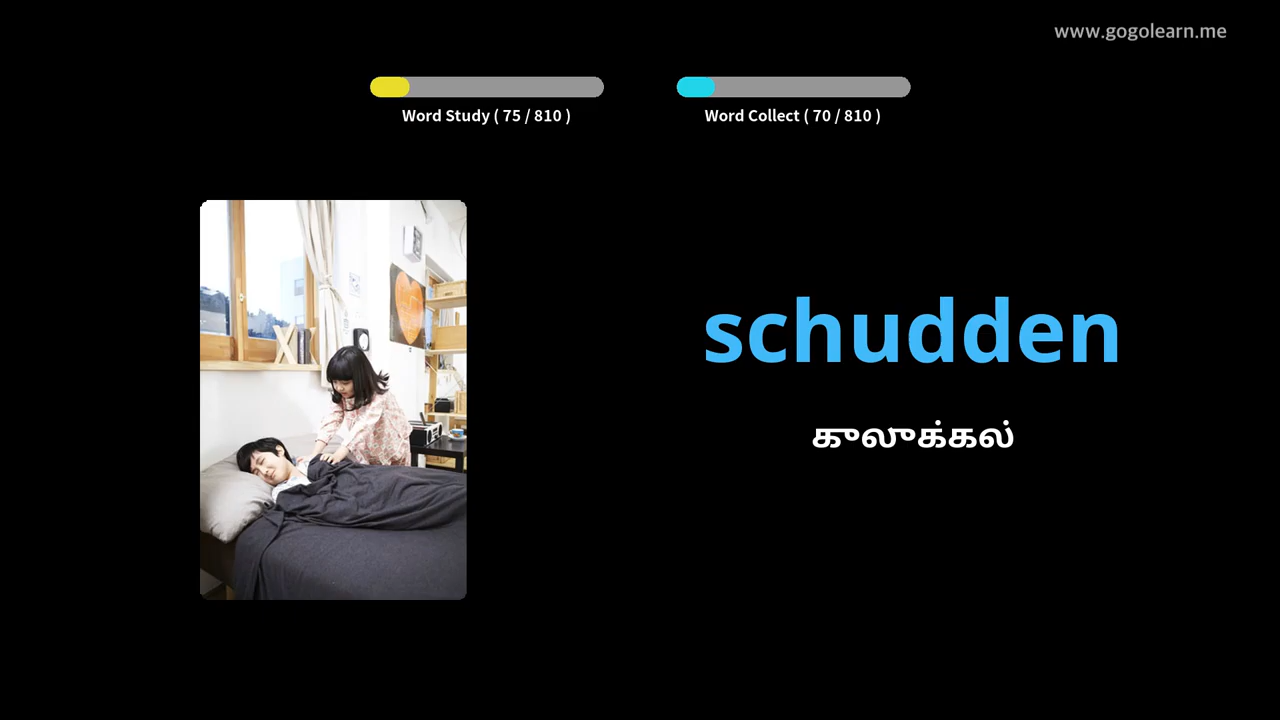 www.gogolearn.me
Word Study ( 75 / 810 )
Word Collect ( 70 / 810 )
schudden
குலுக்கல்